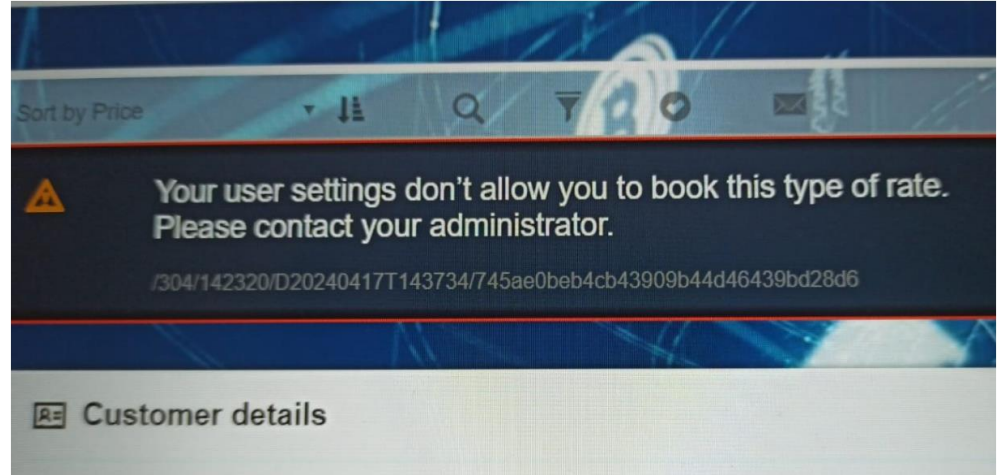 Sort by Price
Your user settings don't allow you to book this type of rate.
Please contact your administrator.
/304/142320/D20240417T143734/745ae0beb4cb43909b44d46439bd28d6
Customer details